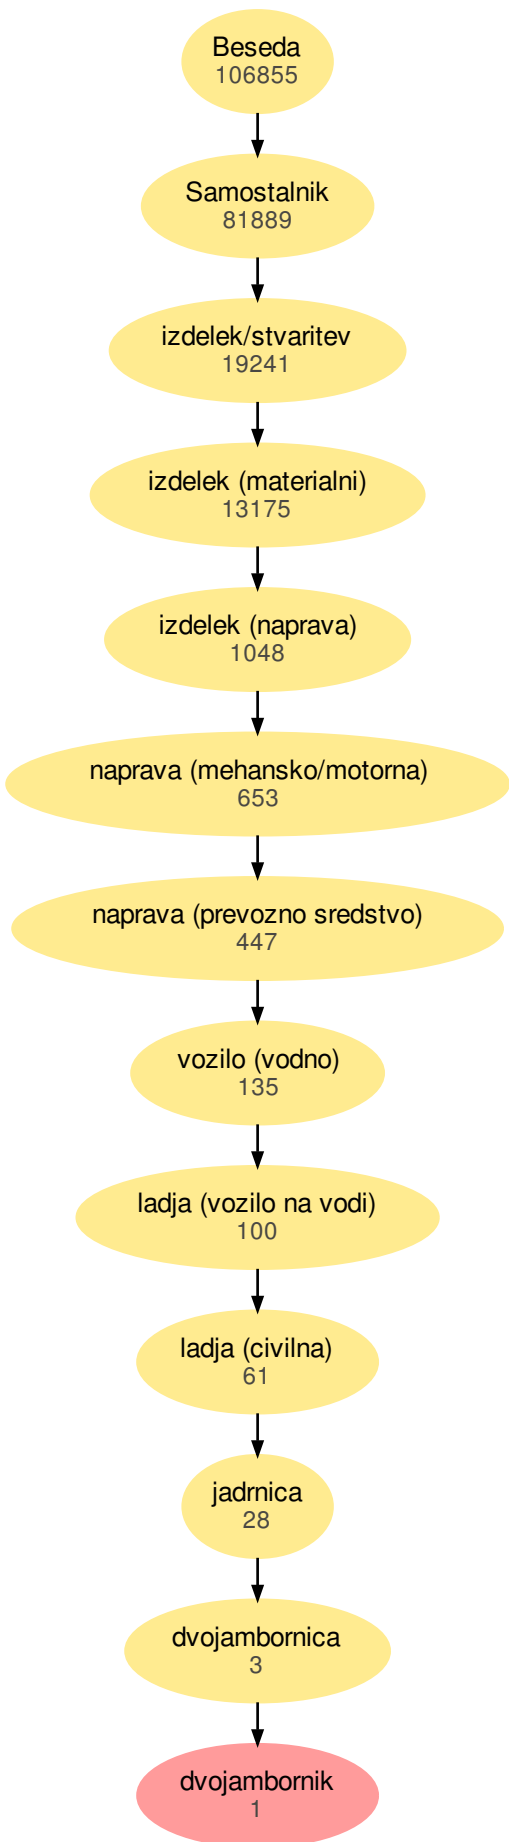 Beseda
106855
Samostalnik
81889
izdelek/stvaritev
19241
izdelek (materialni)
13175
izdelek (naprava)
1048
naprava (mehansko/motorna)
653
naprava (prevozno sredstvo)
447
vozilo (vodno)
135
ladja (vozilo na vodi)
100
ladja (civilna)
61
jadrnica
28
dvojambornica
3
dvojambornik
1